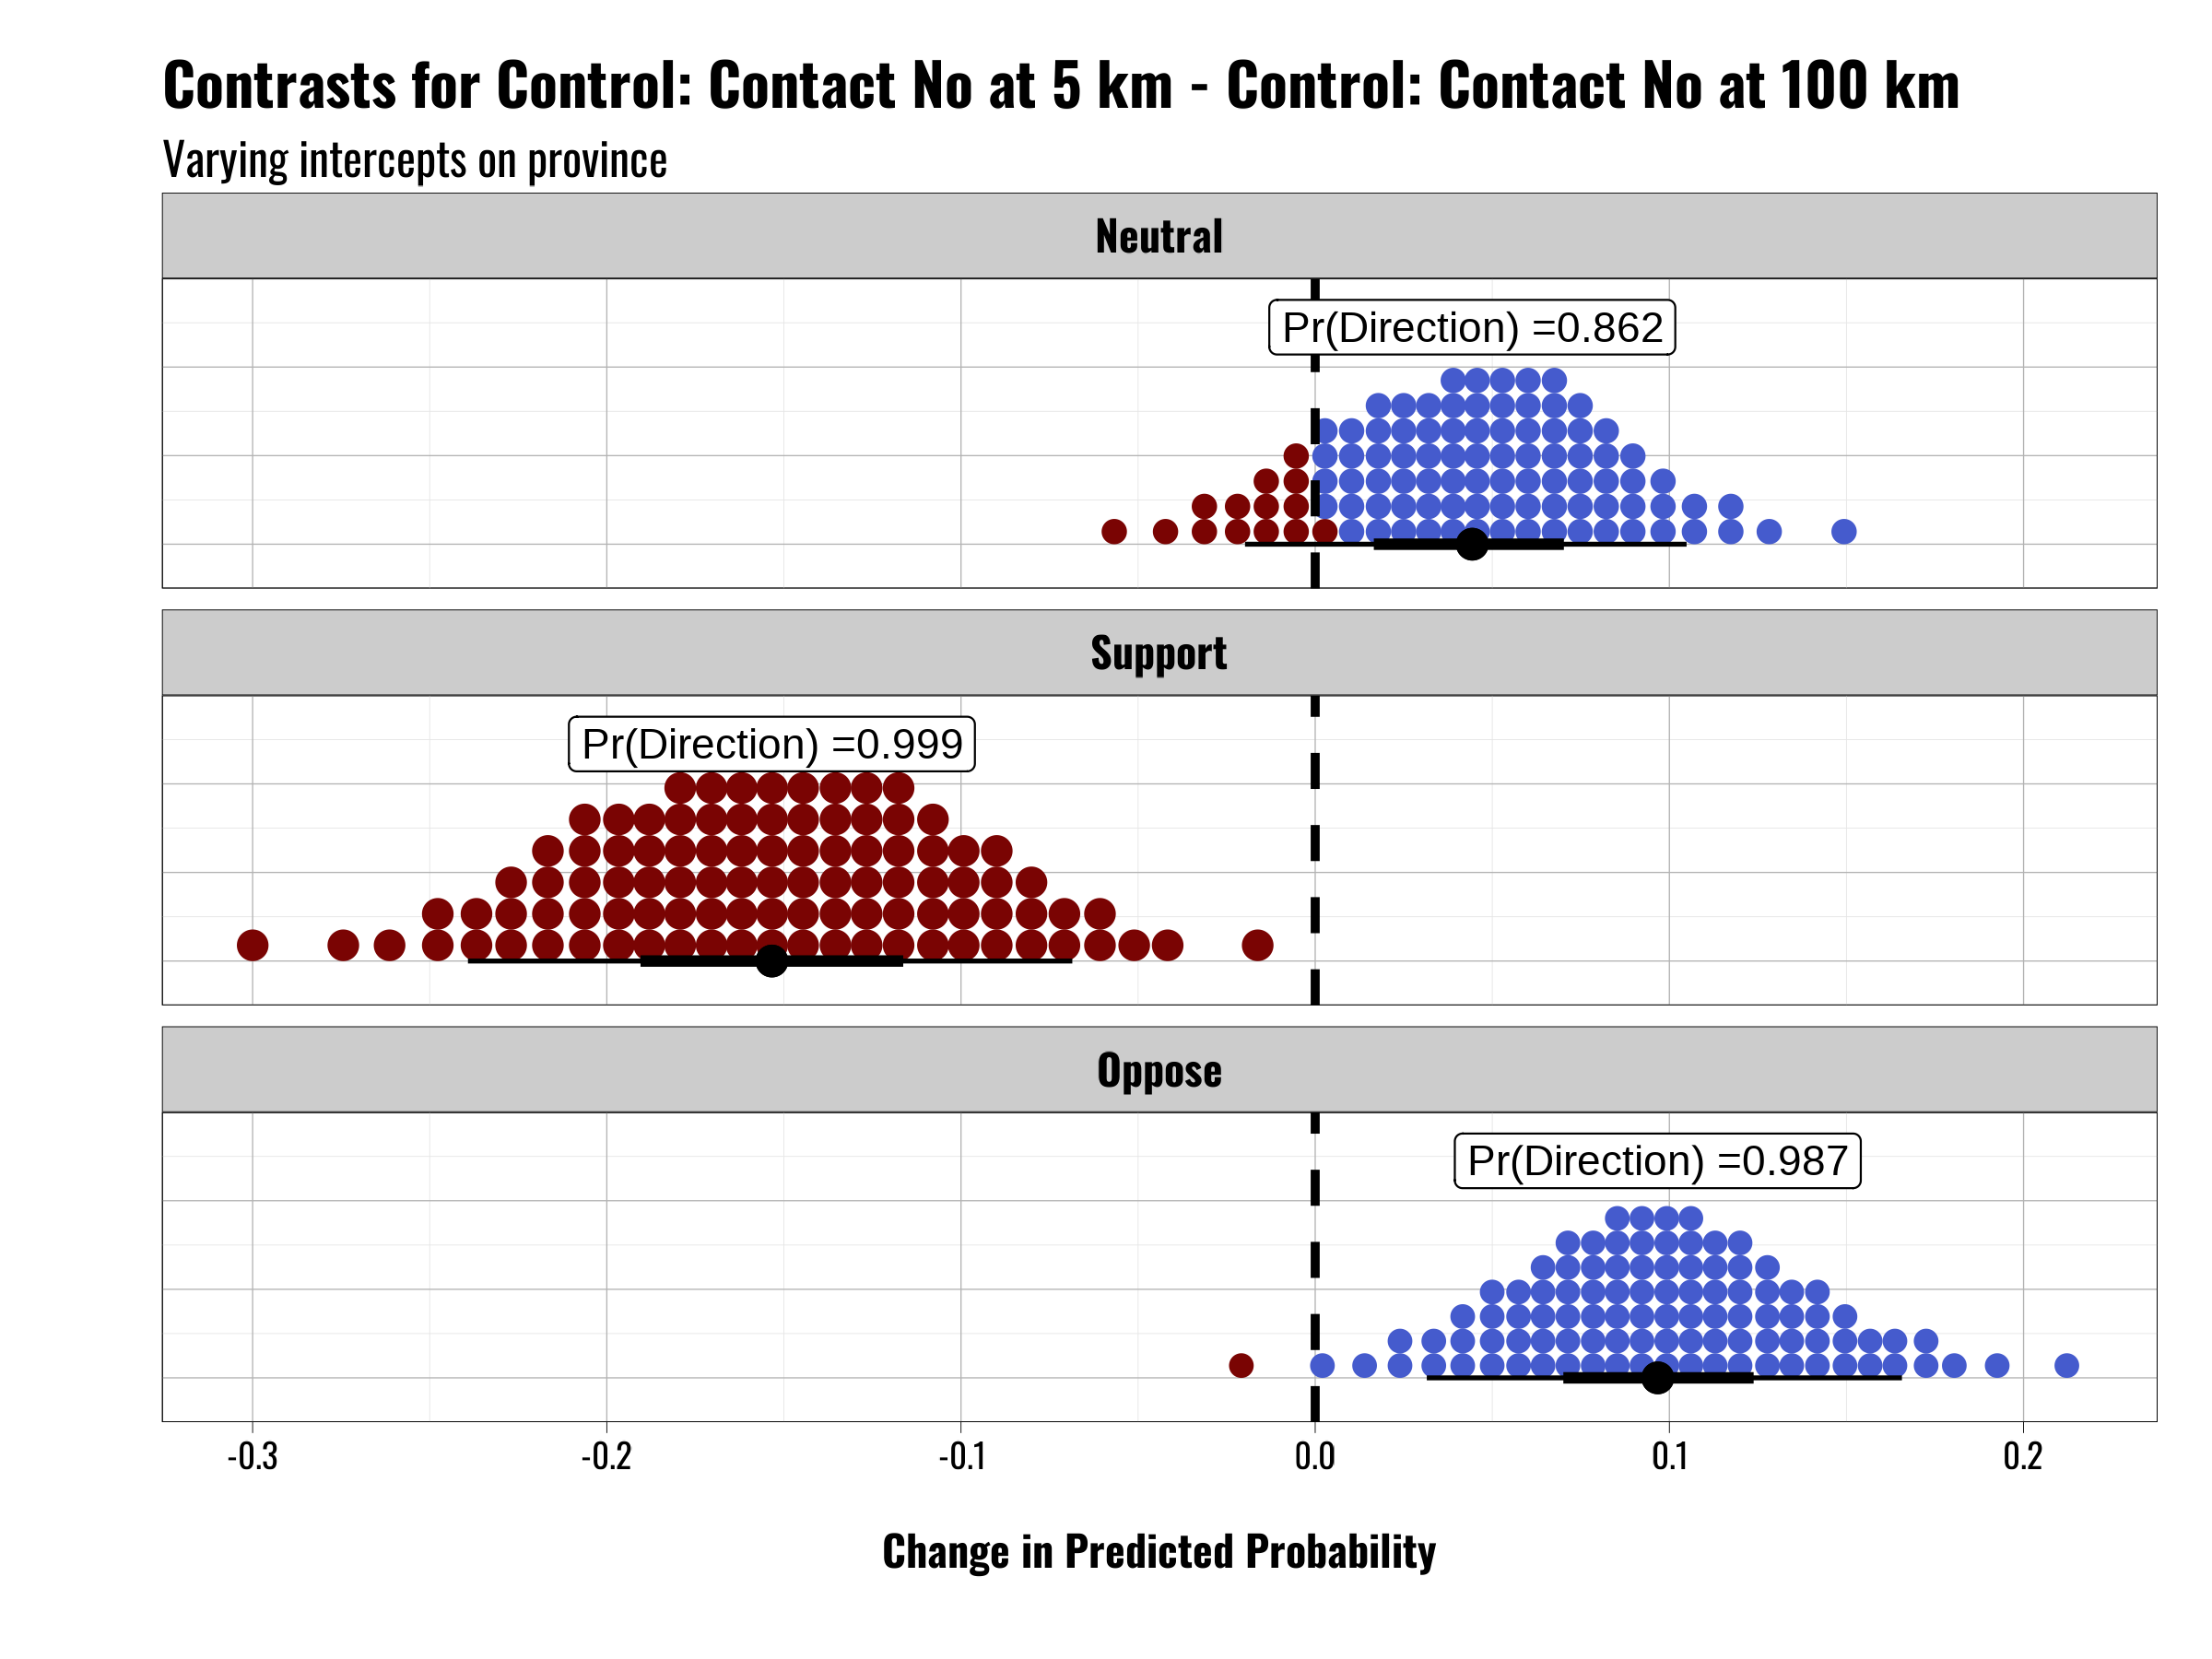 Contrasts for Control: Contact No at 5 km - Control: Contact No at 100 km
Varying intercepts on province
Neutral
Pr(Direction) =0.862
Support
Pr(Direction) =0.999
Oppose
Pr(Direction) =0.987
-0.3 -0.2 -0.1 0.0 0.1 0.2
Change in Predicted Probability